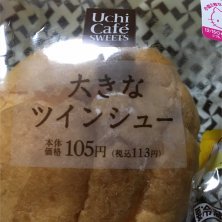 Uchi
Café
SWEETS
大きな
ツインシュー
本体
価格 105円 (税込113円)